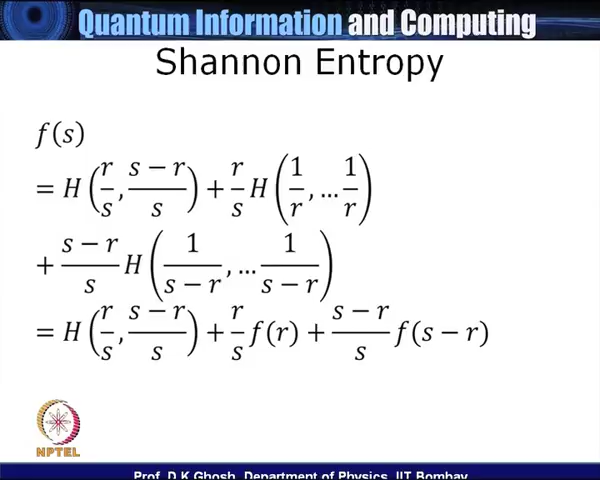 Quantum Information and Computing
Shannon Entropy
f(s)
= H(r/s, (s − r)/s) + r/s H(1/r, … 1/r)
+ (s − r)/s H(1/(s − r), … 1/(s − r))
= H(r/s, (s − r)/s) + r/s f(r) + (s − r)/s f(s − r)
NPTEL
Prof. D.K.Ghosh, Department of Physics, IIT Bombay